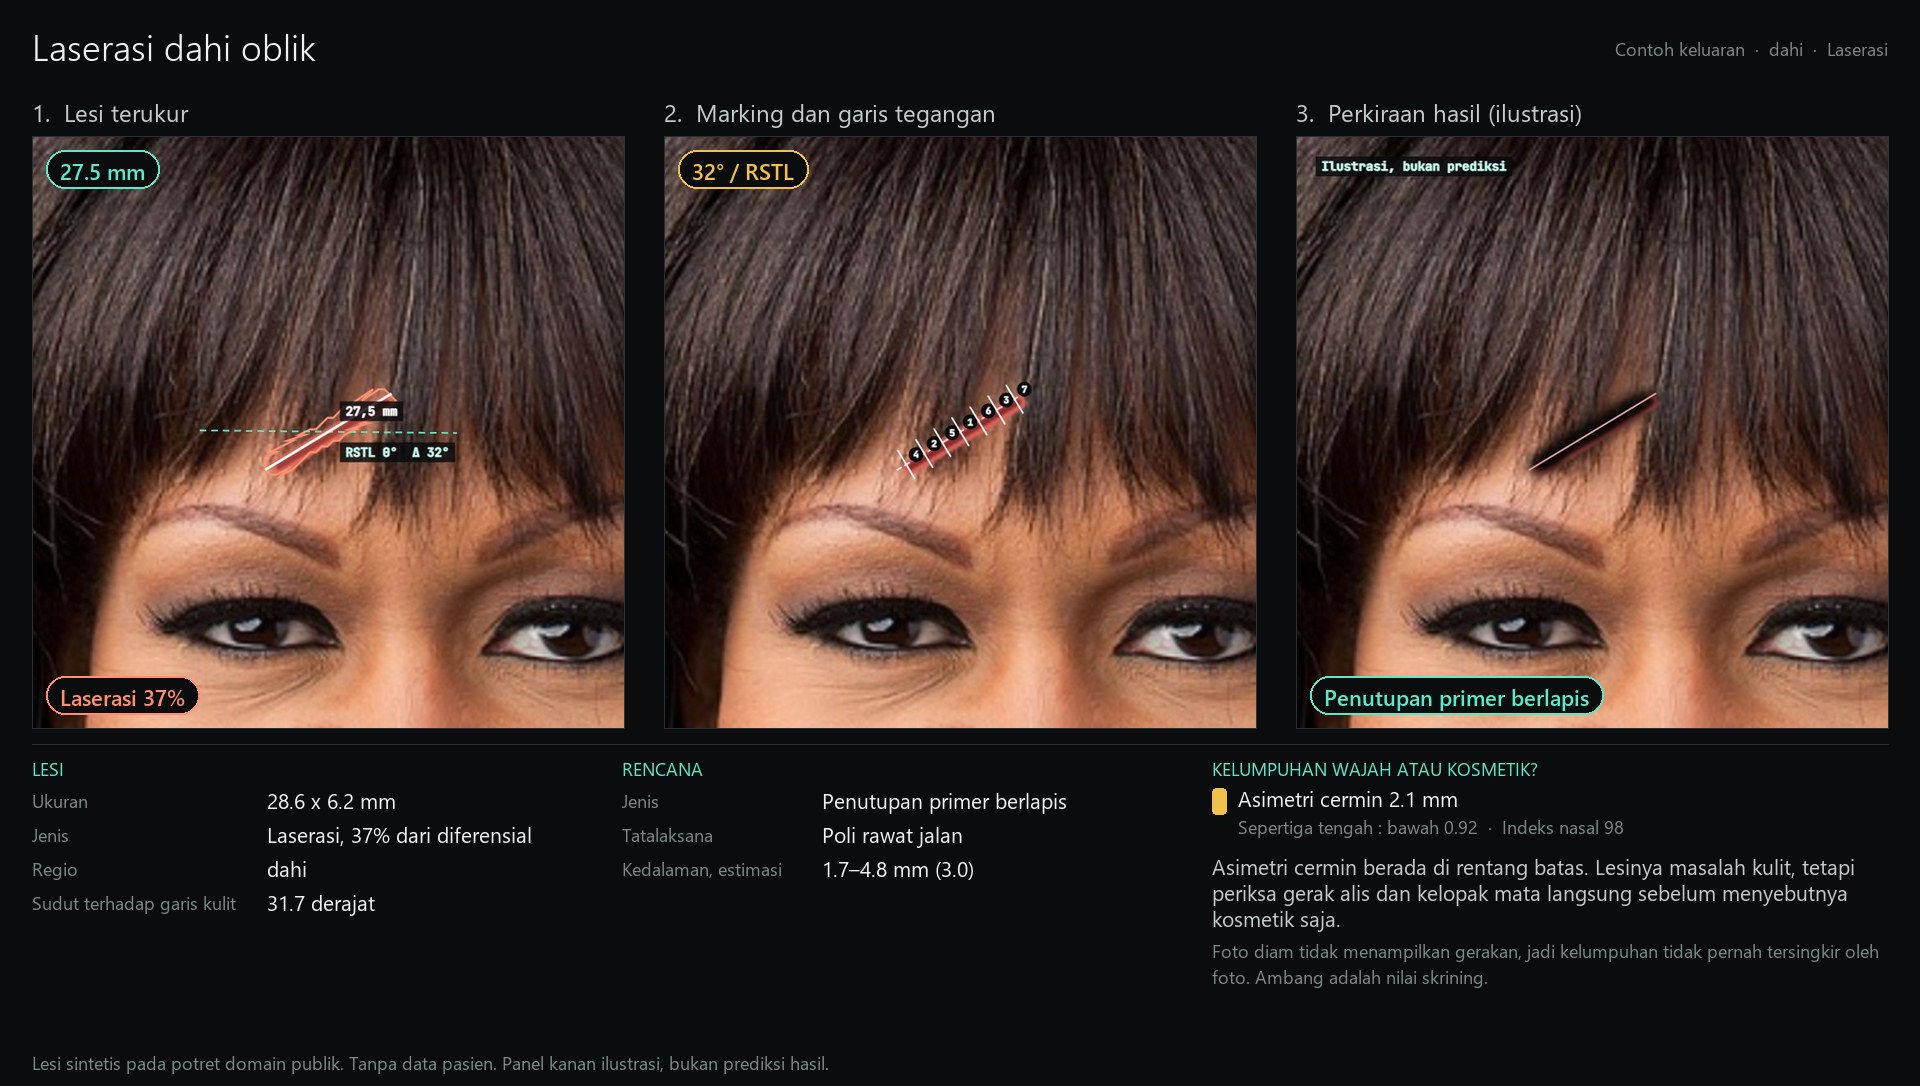 Laserasi dahi oblik
Contoh keluaran · dahi · Laserasi
1. Lesi terukur
27.5 mm
27,5 mm
RSTL 0° Δ 32°
Laserasi 37%
2. Marking dan garis tegangan
32° / RSTL
7
3
6
1
5
2
4
3. Perkiraan hasil (ilustrasi)
Ilustrasi, bukan prediksi
Penutupan primer berlapis
LESI
Ukuran 28.6 x 6.2 mm
Jenis Laserasi, 37% dari diferensial
Regio dahi
Sudut terhadap garis kulit 31.7 derajat
RENCANA
Jenis Penutupan primer berlapis
Tatalaksana Poli rawat jalan
Kedalaman, estimasi 1.7–4.8 mm (3.0)
KELUMPUHAN WAJAH ATAU KOSMETIK?
Asimetri cermin 2.1 mm
Sepertiga tengah : bawah 0.92 · Indeks nasal 98
Asimetri cermin berada di rentang batas. Lesinya masalah kulit, tetapi
periksa gerak alis dan kelopak mata langsung sebelum menyebutnya
kosmetik saja.
Foto diam tidak menampilkan gerakan, jadi kelumpuhan tidak pernah tersingkir oleh
foto. Ambang adalah nilai skrining.
Lesi sintetis pada potret domain publik. Tanpa data pasien. Panel kanan ilustrasi, bukan prediksi hasil.